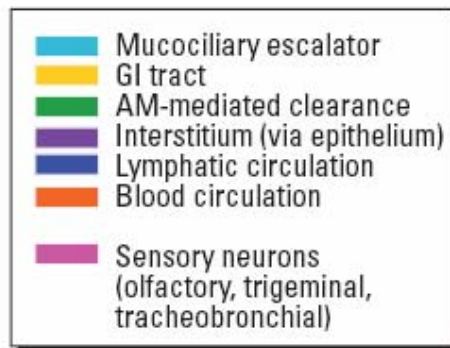 Mucociliary escalator
GI tract
AM-mediated clearance
Interstitium (via epithelium)
Lymphatic circulation
Blood circulation
Sensory neurons
(olfactory, trigeminal,
tracheobronchial)